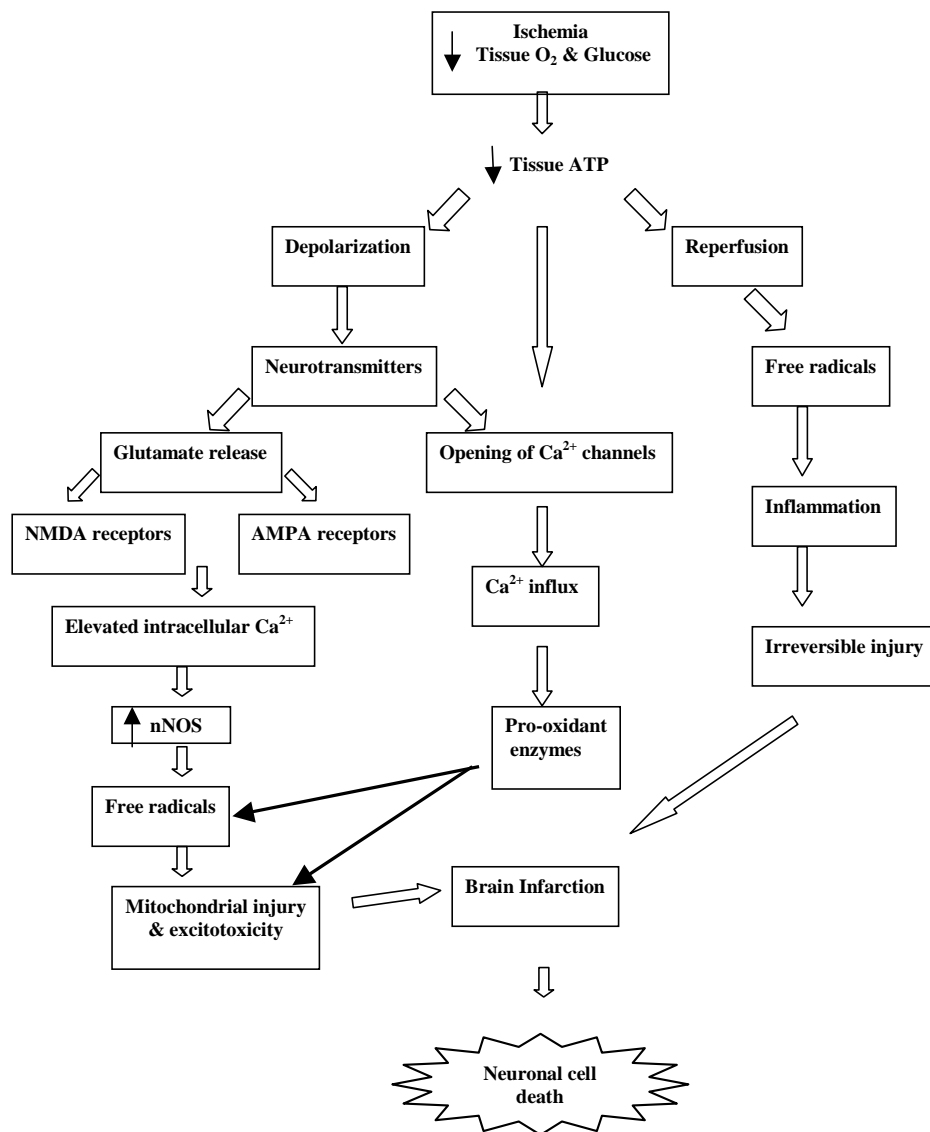 Ischemia
Tissue O₂ & Glucose
Tissue ATP
Depolarization
Reperfusion
Neurotransmitters
Free radicals
Glutamate release
Opening of Ca²⁺ channels
NMDA receptors
AMPA receptors
Inflammation
Ca²⁺ influx
Elevated intracellular Ca²⁺
Irreversible injury
nNOS
Pro-oxidant
enzymes
Free radicals
Brain Infarction
Mitochondrial injury
& excitotoxicity
Neuronal cell
death